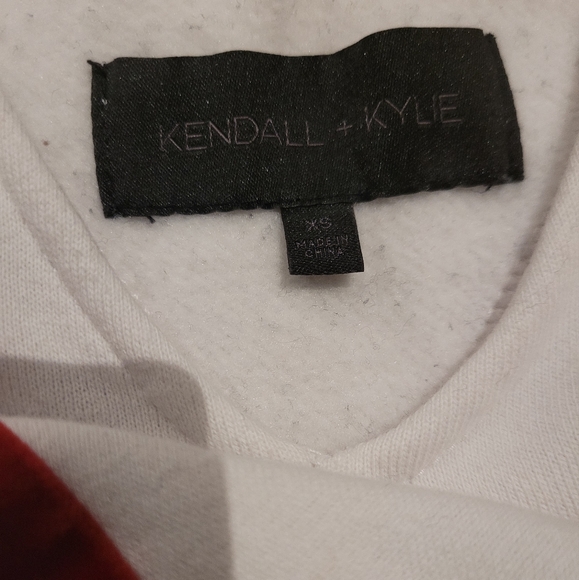 KENDALL + KYLIE
XS
MADE IN
CHINA